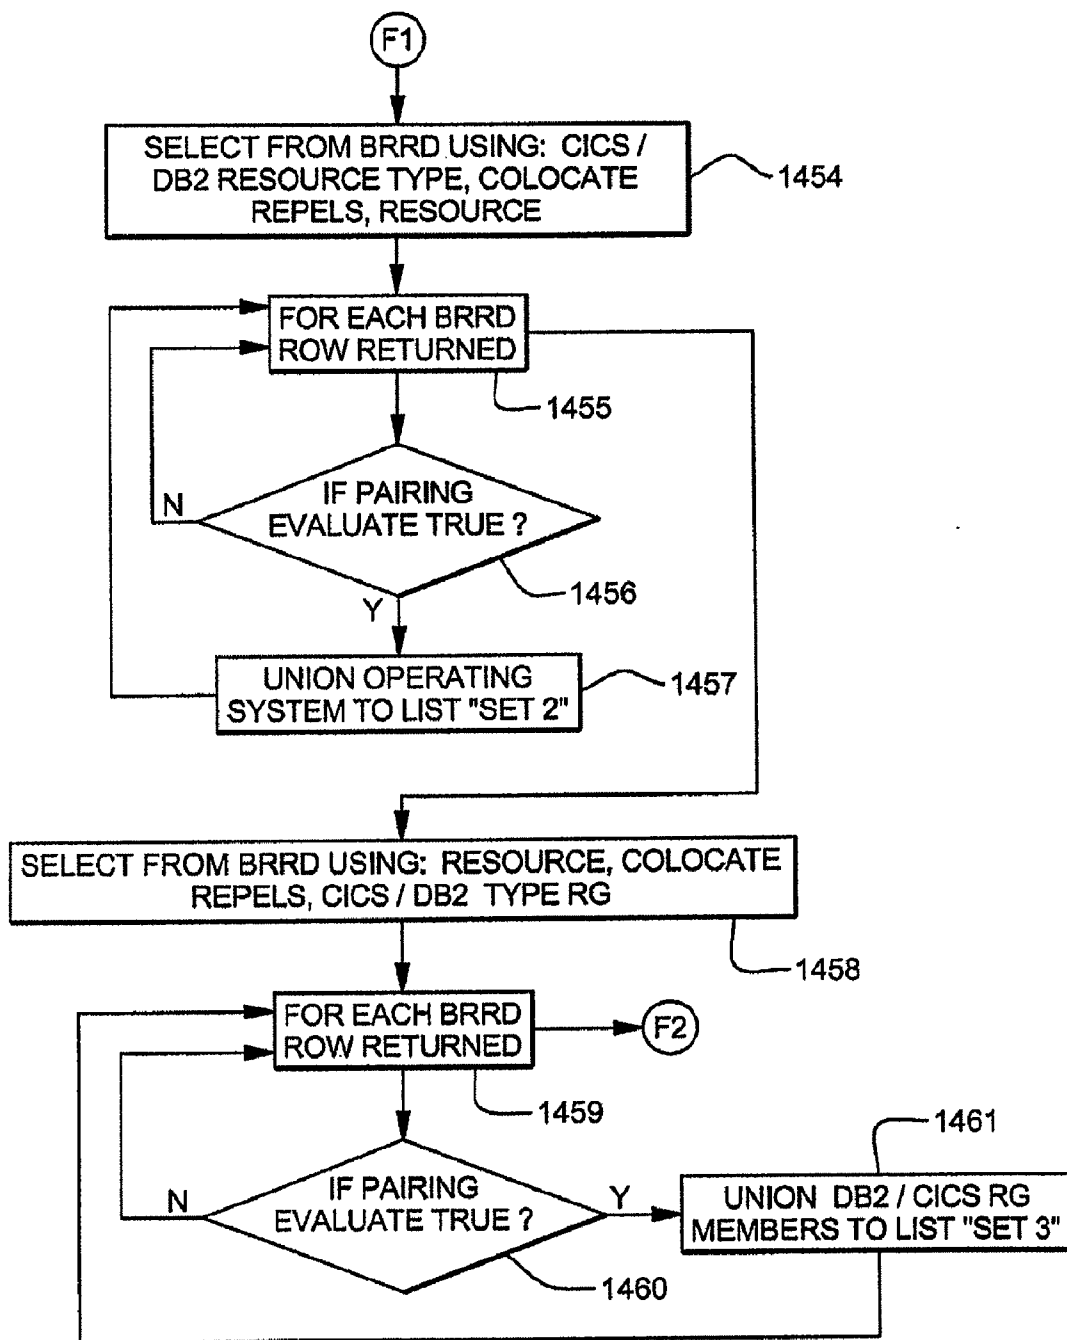 F1
SELECT FROM BRRD USING: CICS /
DB2 RESOURCE TYPE, COLOCATE
REPELS, RESOURCE
1454
FOR EACH BRRD
ROW RETURNED
1455
IF PAIRING
EVALUATE TRUE ?
N
1456
Y
UNION OPERATING
SYSTEM TO LIST "SET 2"
1457
SELECT FROM BRRD USING: RESOURCE, COLOCATE
REPELS, CICS / DB2 TYPE RG
1458
FOR EACH BRRD
ROW RETURNED
F2
1459
IF PAIRING
EVALUATE TRUE ?
N
Y
1460
1461
UNION DB2 / CICS RG
MEMBERS TO LIST "SET 3"